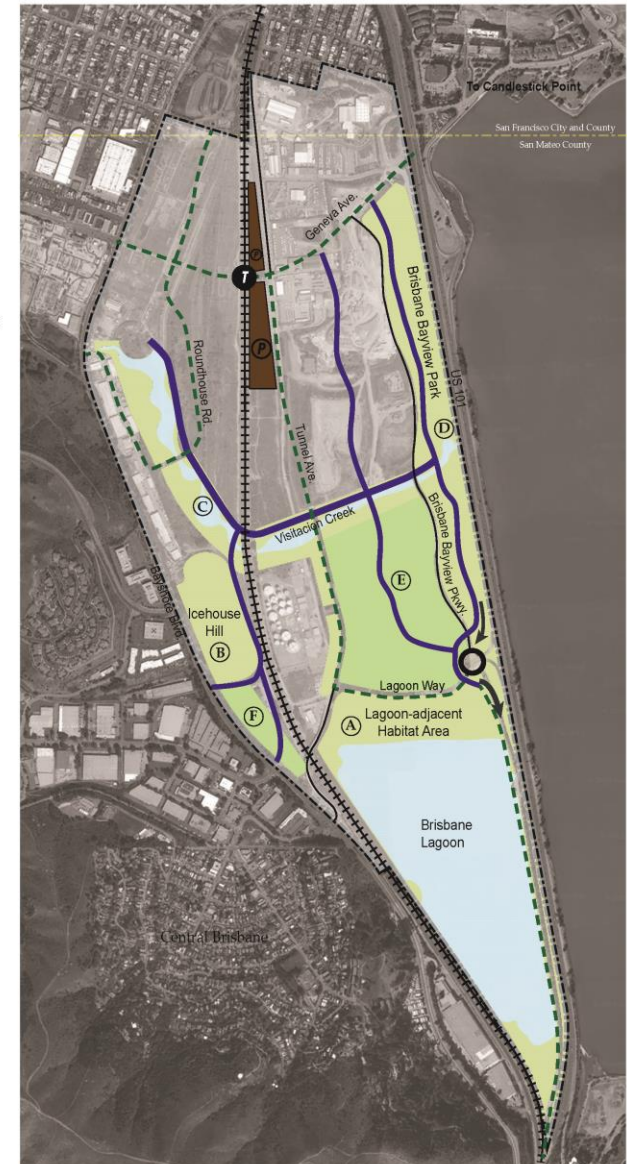 To Candlestick Point
San Francisco City and County
San Mateo County
Geneva Ave.
P
T
P
Brisbane Bayview Park
US 101
Roundhouse Rd.
Tunnel Ave.
D
C
Visitacion Creek
Brisbane Bayview Pkwy.
E
Bayshore Blvd
Icehouse
Hill
B
Lagoon Way
F
A
Lagoon-adjacent
Habitat Area
Brisbane
Lagoon
Central Brisbane